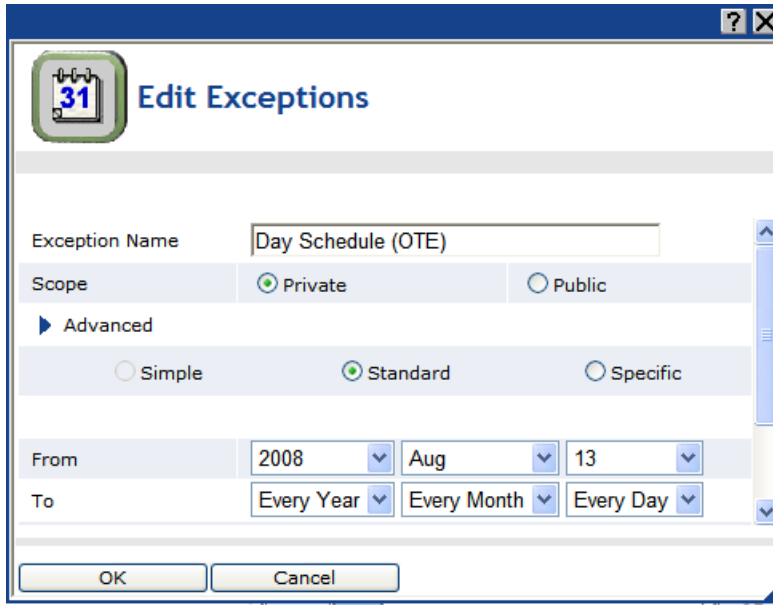 ?
31
Edit Exceptions
Exception Name Day Schedule (OTE)
Scope Private Public
Advanced
Simple Standard Specific
From 2008 Aug 13
To Every Year Every Month Every Day
OK Cancel